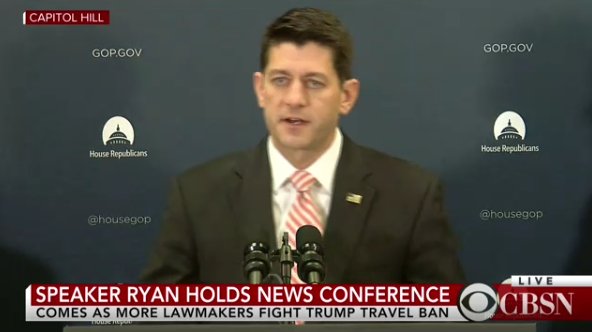 CAPITOL HILL
GOP.GOV
GOP.GOV
@HouseRepublicans
House Republicans
House Republicans
@housegop
@housegop
LIVE
SPEAKER RYAN HOLDS NEWS CONFERENCE
COMES AS MORE LAWMAKERS FIGHT TRUMP TRAVEL BAN
CBSN